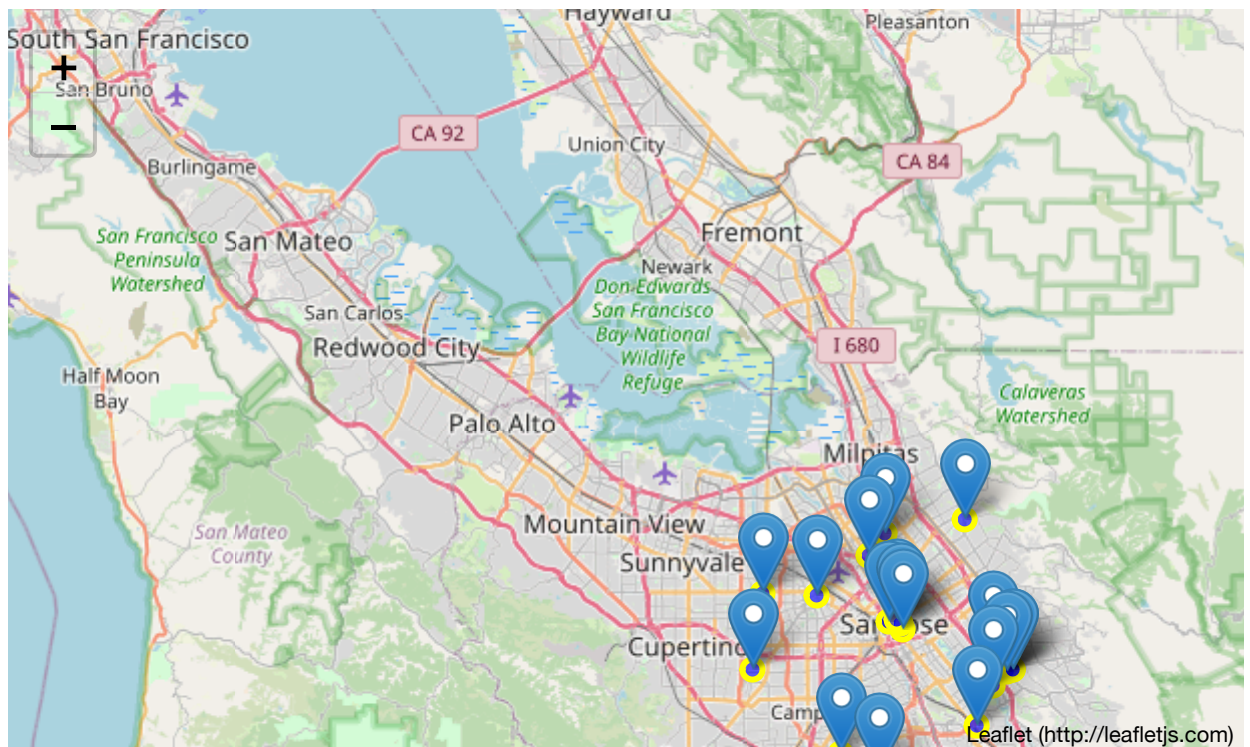 Hayward
Pleasanton
South San Francisco
+
San Bruno
−
CA 92
Union City
CA 84
Burlingame
San Francisco
Peninsula
Watershed
San Mateo
Fremont
Newark
Don Edwards
San Francisco
Bay National
Wildlife
Refuge
San Carlos
Redwood City
I 680
Half Moon
Bay
Calaveras
Watershed
Palo Alto
Milpitas
Mountain View
San Mateo
County
Sunnyvale
Cupertino
Leaflet (http://leafletjs.com)